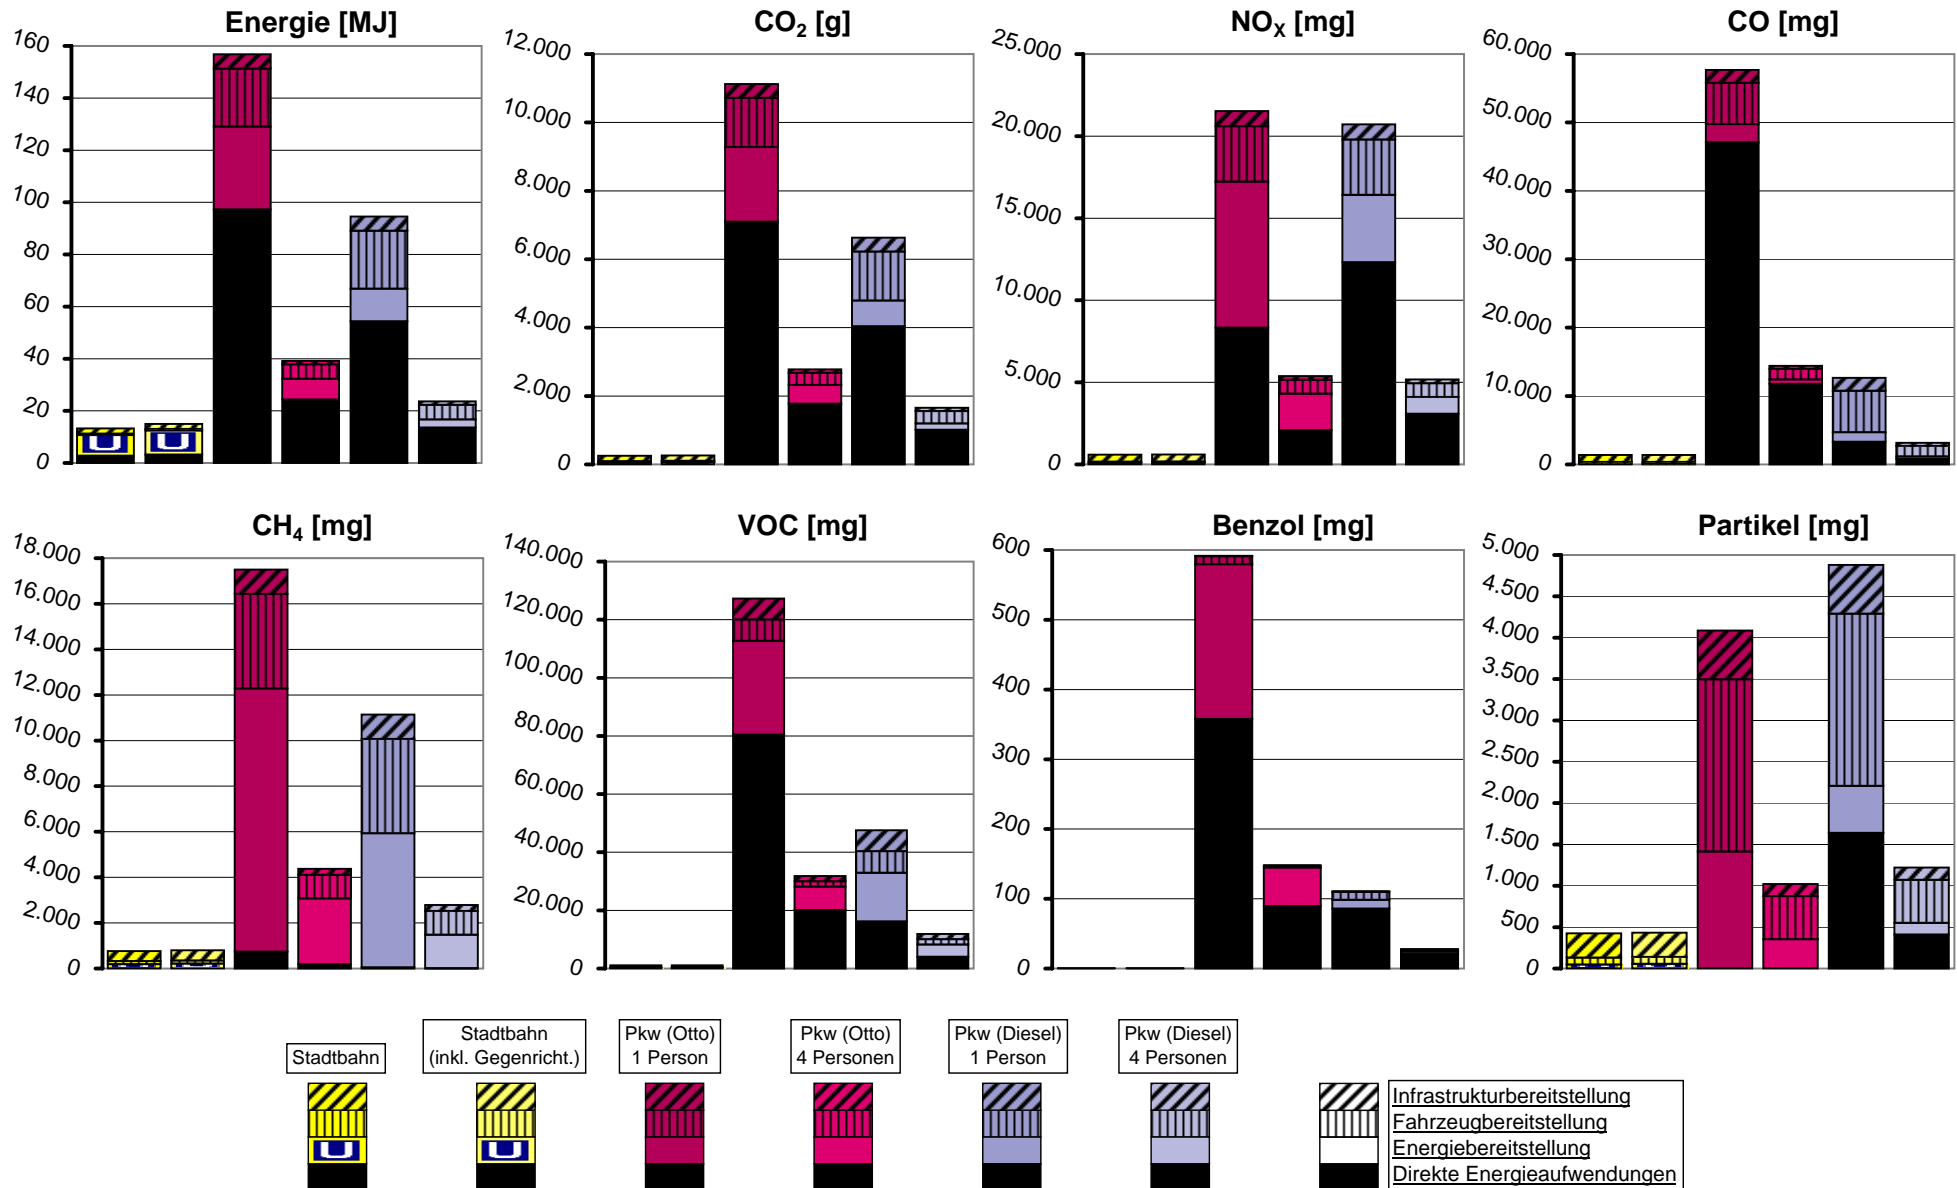 Energie [MJ]
160
140
120
100
80
60
40
20
0
CO₂ [g]
12.000
10.000
8.000
6.000
4.000
2.000
0
NOₓ [mg]
25.000
20.000
15.000
10.000
5.000
0
CO [mg]
60.000
50.000
40.000
30.000
20.000
10.000
0
CH₄ [mg]
18.000
16.000
14.000
12.000
10.000
8.000
6.000
4.000
2.000
0
VOC [mg]
140.000
120.000
100.000
80.000
60.000
40.000
20.000
0
Benzol [mg]
600
500
400
300
200
100
0
Partikel [mg]
5.000
4.500
4.000
3.500
3.000
2.500
2.000
1.500
1.000
500
0
Stadtbahn
Stadtbahn
(inkl. Gegenricht.)
Pkw (Otto)
1 Person
Pkw (Otto)
4 Personen
Pkw (Diesel)
1 Person
Pkw (Diesel)
4 Personen
U
U
U
U
Infrastrukturbereitstellung
Fahrzeugbereitstellung
Energiebereitstellung
Direkte Energieaufwendungen